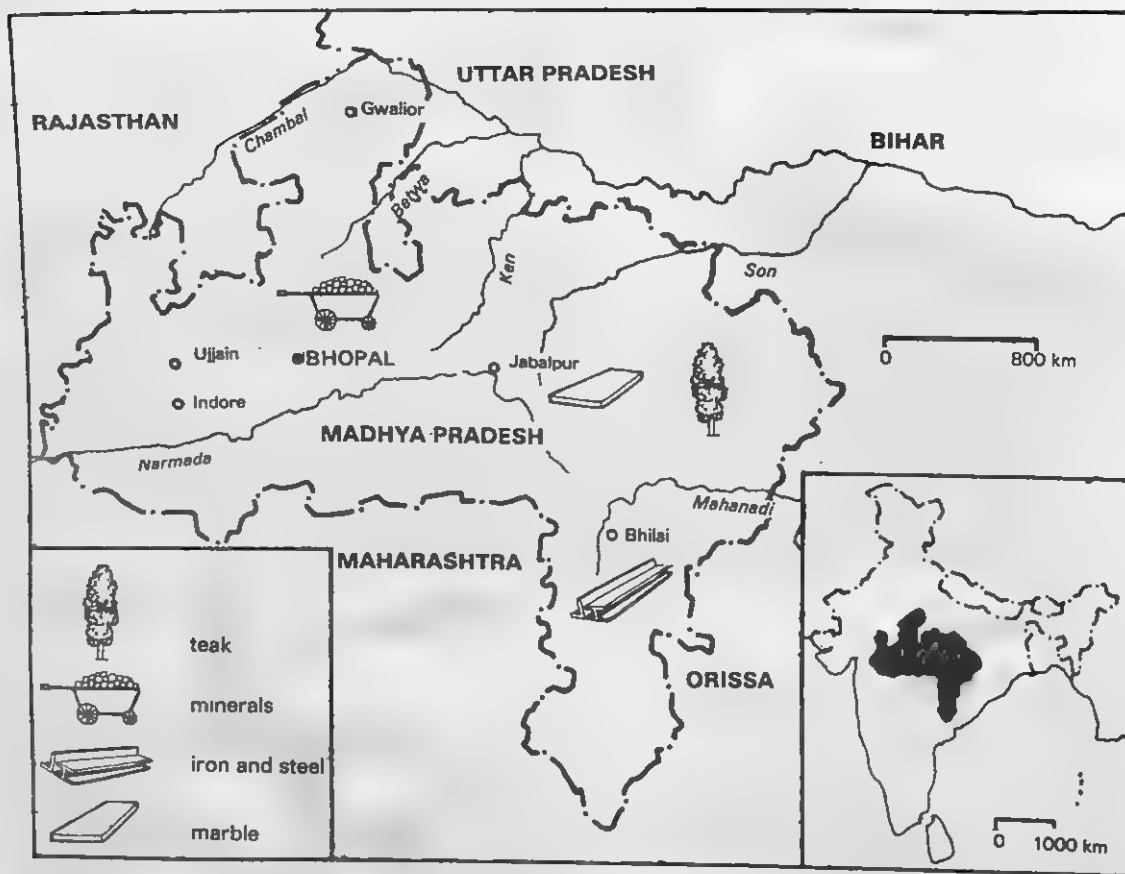 UTTAR PRADESH
RAJASTHAN
Chambal
Gwalior
BIHAR
Betwa
Ken
Son
0 800 km
Ujjain
BHOPAL
Jabalpur
Indore
MADHYA PRADESH
Narmada
Mahanadi
Bhilai
MAHARASHTRA
ORISSA
teak
minerals
iron and steel
marble
0 1000 km